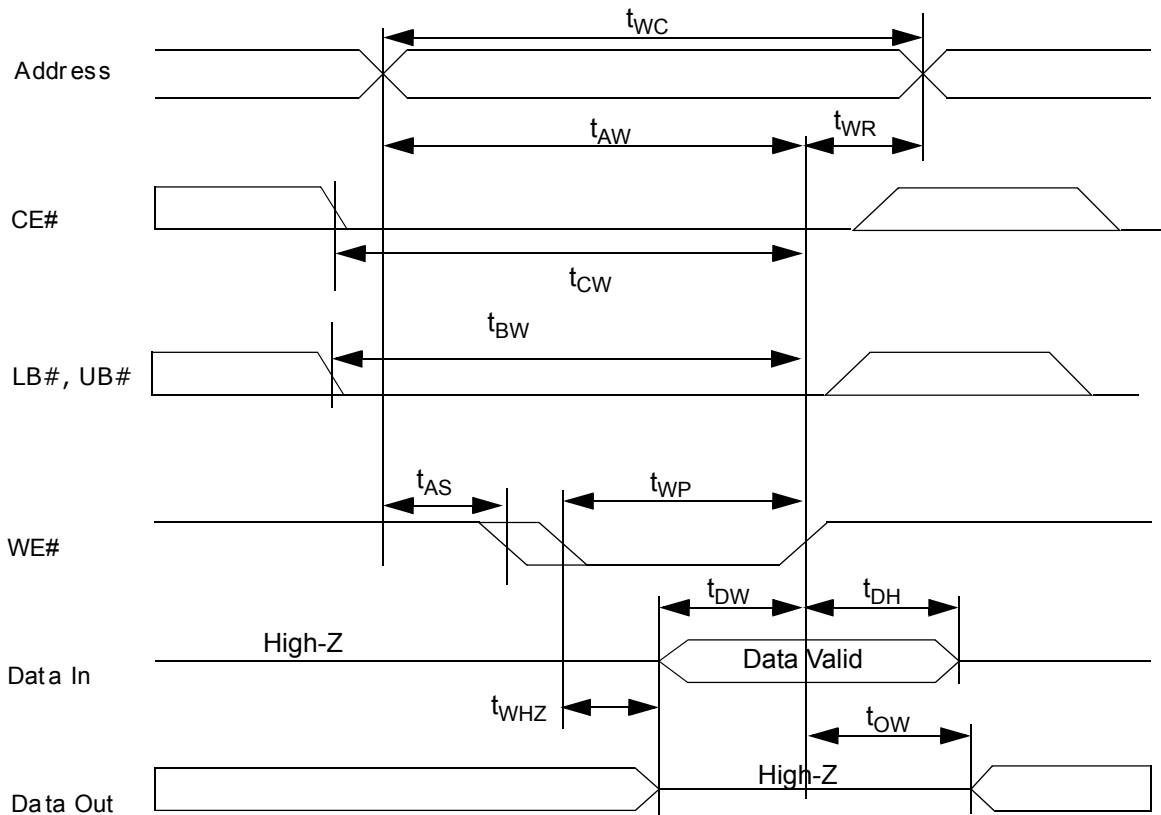 tWC
Address
tAW
tWR
CE#
tCW
tBW
LB#, UB#
tAS
tWP
WE#
tDW
tDH
High-Z
Data Valid
Data In
tWHZ
tOW
High-Z
Data Out